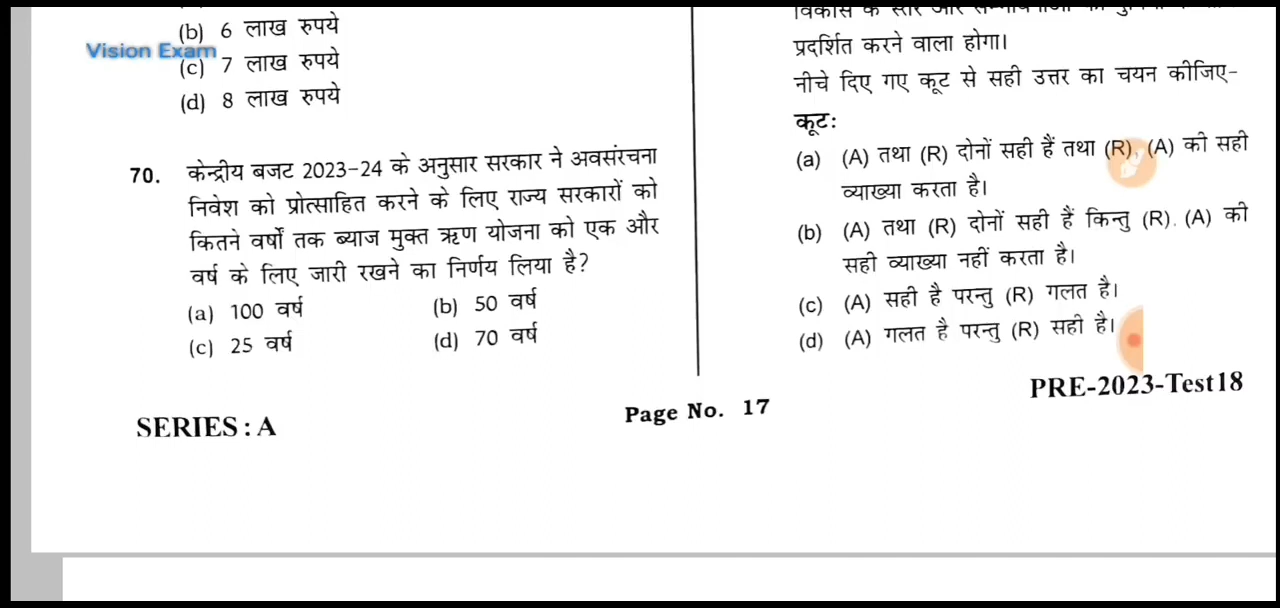 (b) 6 लाख रुपये
Vision Exam
(c) 7 लाख रुपये
(d) 8 लाख रुपये
70. केन्द्रीय बजट 2023-24 के अनुसार सरकार ने अवसंरचना
निवेश को प्रोत्साहित करने के लिए राज्य सरकारों को
कितने वर्षों तक ब्याज मुक्त ऋण योजना को एक और
वर्ष के लिए जारी रखने का निर्णय लिया है?
(a) 100 वर्ष (b) 50 वर्ष
(c) 25 वर्ष (d) 70 वर्ष
विकास के स्तर और
प्रदर्शित करने वाला होगा।
नीचे दिए गए कूट से सही उत्तर का चयन कीजिए-
कूटः
(a) (A) तथा (R) दोनों सही हैं तथा (R), (A) की सही
व्याख्या करता है।
(b) (A) तथा (R) दोनों सही हैं किन्तु (R). (A) की
सही व्याख्या नहीं करता है।
(c) (A) सही है परन्तु (R) गलत है।
(d) (A) गलत है परन्तु (R) सही है।
SERIES : A
Page No. 17
PRE-2023-Test18